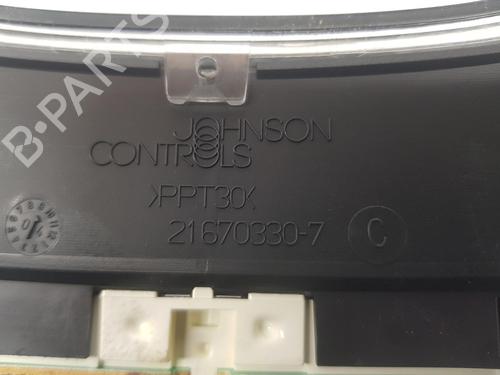 JOHNSON
CONTROLS
>PPT30<
21670330-7
C
B-PARTS